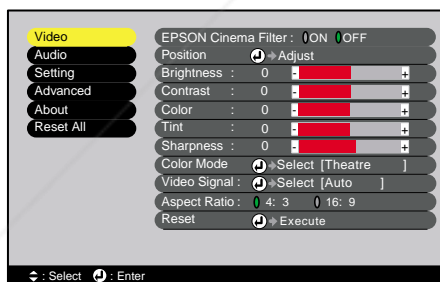 Video
Audio
Setting
Advanced
About
Reset All
EPSON Cinema Filter : ON OFF
Position Adjust
Brightness : 0 - +
Contrast : 0 - +
Color : 0 - +
Tint : 0 - +
Sharpness : 0 - +
Color Mode Select [Theatre ]
Video Signal : Select [Auto ]
Aspect Ratio : 4: 3 16: 9
Reset Execute
: Select : Enter